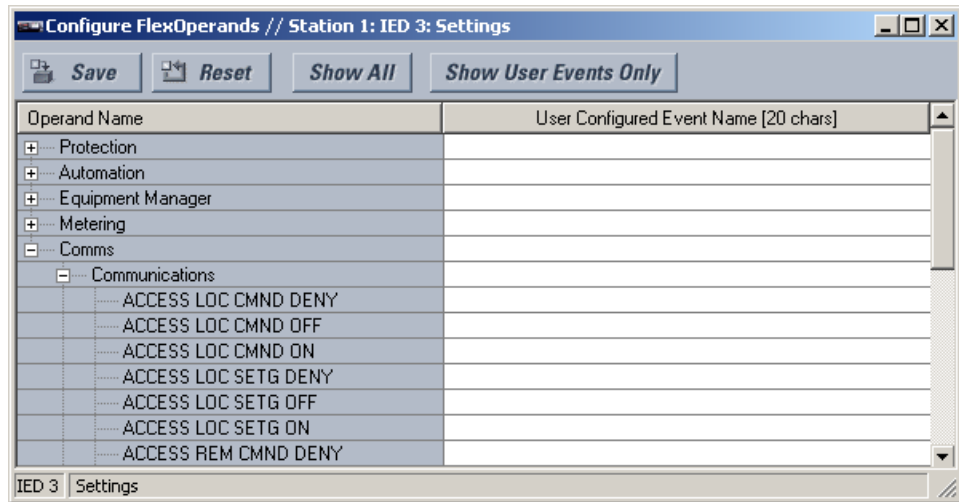 Configure FlexOperands // Station 1: IED 3: Settings
Save Reset Show All Show User Events Only
Operand Name User Configured Event Name [20 chars]
Protection
Automation
Equipment Manager
Metering
Comms
Communications
ACCESS LOC CMND DENY
ACCESS LOC CMND OFF
ACCESS LOC CMND ON
ACCESS LOC SETG DENY
ACCESS LOC SETG OFF
ACCESS LOC SETG ON
ACCESS REM CMND DENY
IED 3 Settings